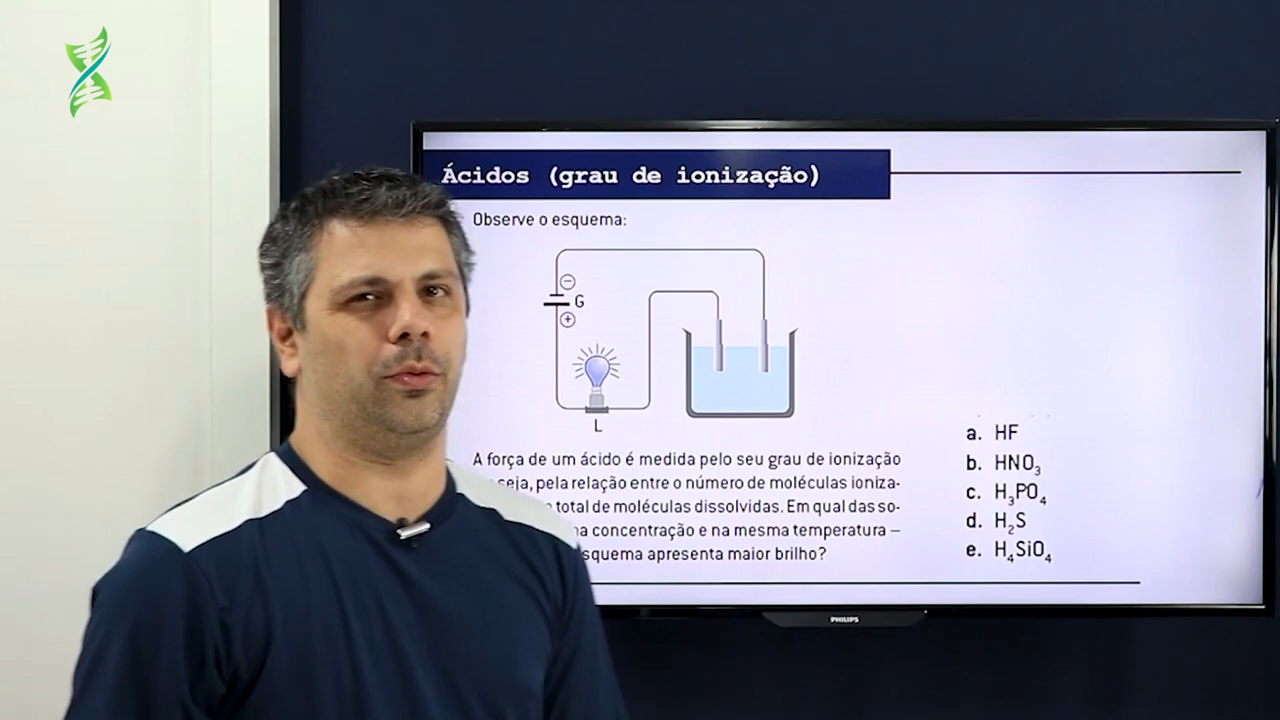 Ácidos (grau de ionização)
Observe o esquema:
− G
+
L
A força de um ácido é medida pelo seu grau de ionização
seja, pela relação entre o número de moléculas ioniza-
total de moléculas dissolvidas. Em qual das so-
concentração e na mesma temperatura –
esquema apresenta maior brilho?
a. HF
b. HNO₃
c. H₃PO₄
d. H₂S
e. H₄SiO₄
PHILIPS